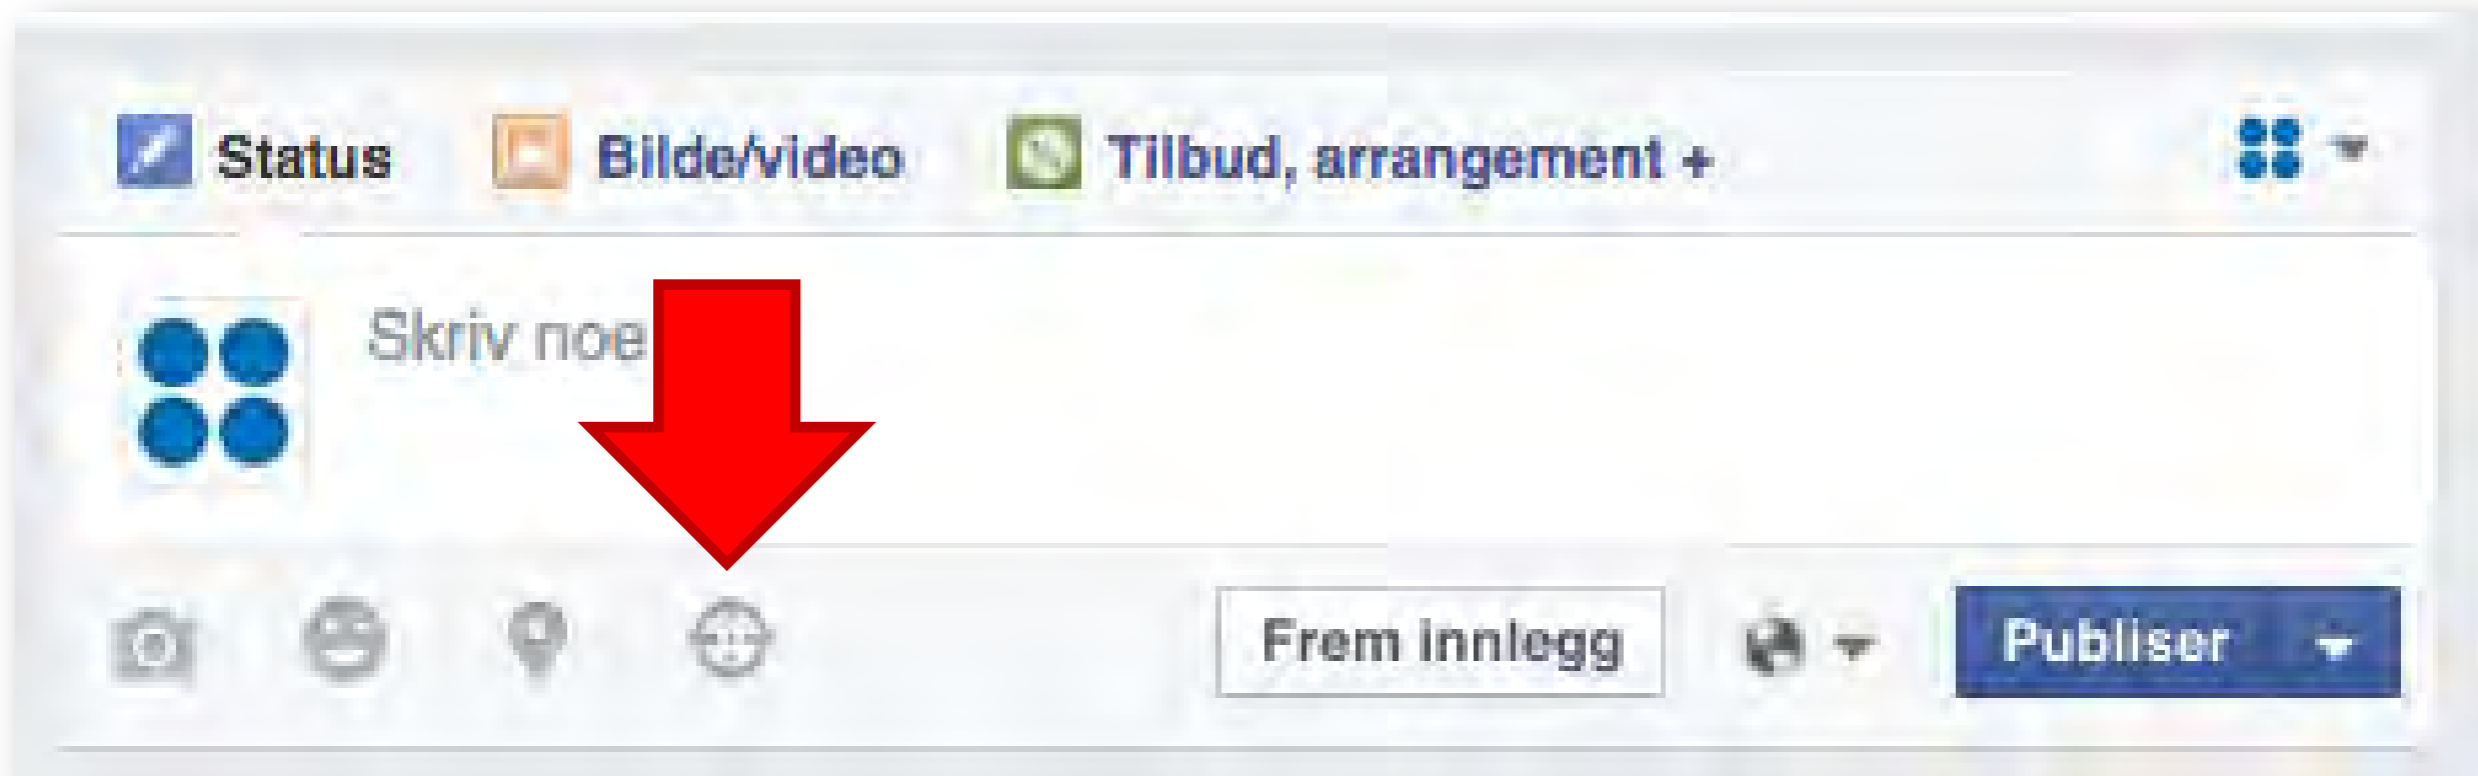 Status Bilde/video Tilbud, arrangement +
Skriv noe
Frem innlegg Publiser